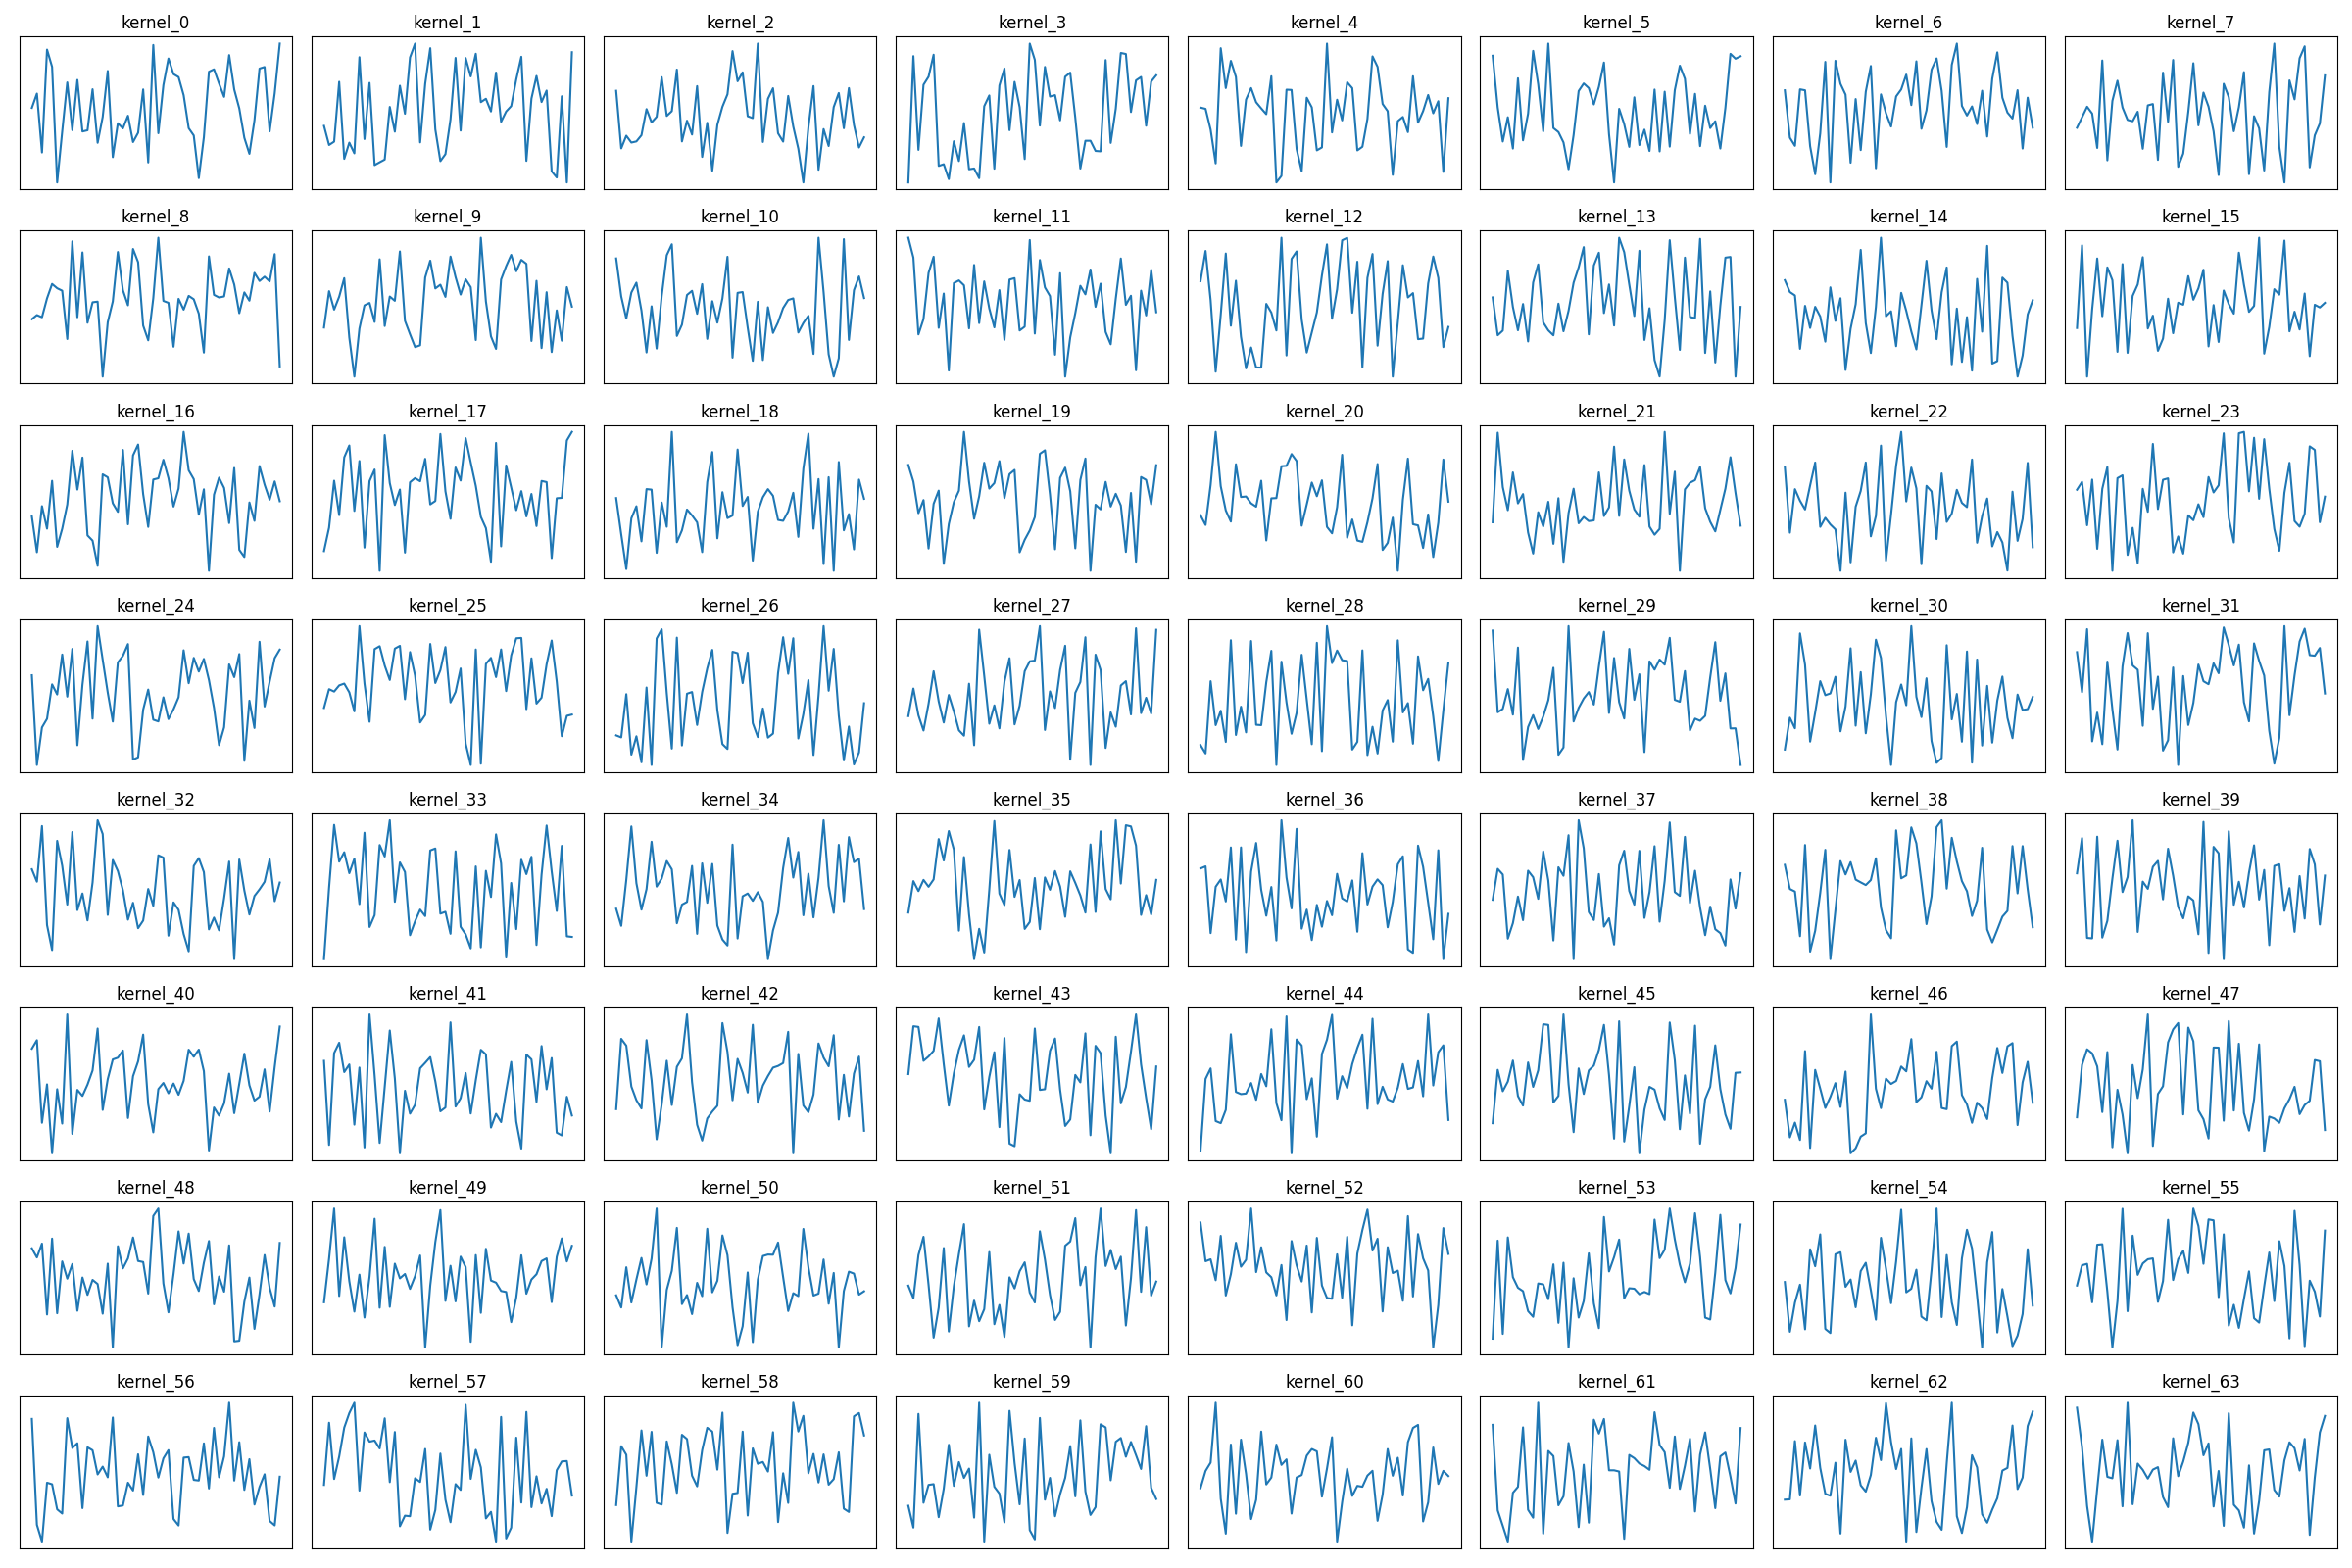 kernel_0 kernel_1 kernel_2 kernel_3 kernel_4 kernel_5 kernel_6 kernel_7
kernel_8 kernel_9 kernel_10 kernel_11 kernel_12 kernel_13 kernel_14 kernel_15
kernel_16 kernel_17 kernel_18 kernel_19 kernel_20 kernel_21 kernel_22 kernel_23
kernel_24 kernel_25 kernel_26 kernel_27 kernel_28 kernel_29 kernel_30 kernel_31
kernel_32 kernel_33 kernel_34 kernel_35 kernel_36 kernel_37 kernel_38 kernel_39
kernel_40 kernel_41 kernel_42 kernel_43 kernel_44 kernel_45 kernel_46 kernel_47
kernel_48 kernel_49 kernel_50 kernel_51 kernel_52 kernel_53 kernel_54 kernel_55
kernel_56 kernel_57 kernel_58 kernel_59 kernel_60 kernel_61 kernel_62 kernel_63